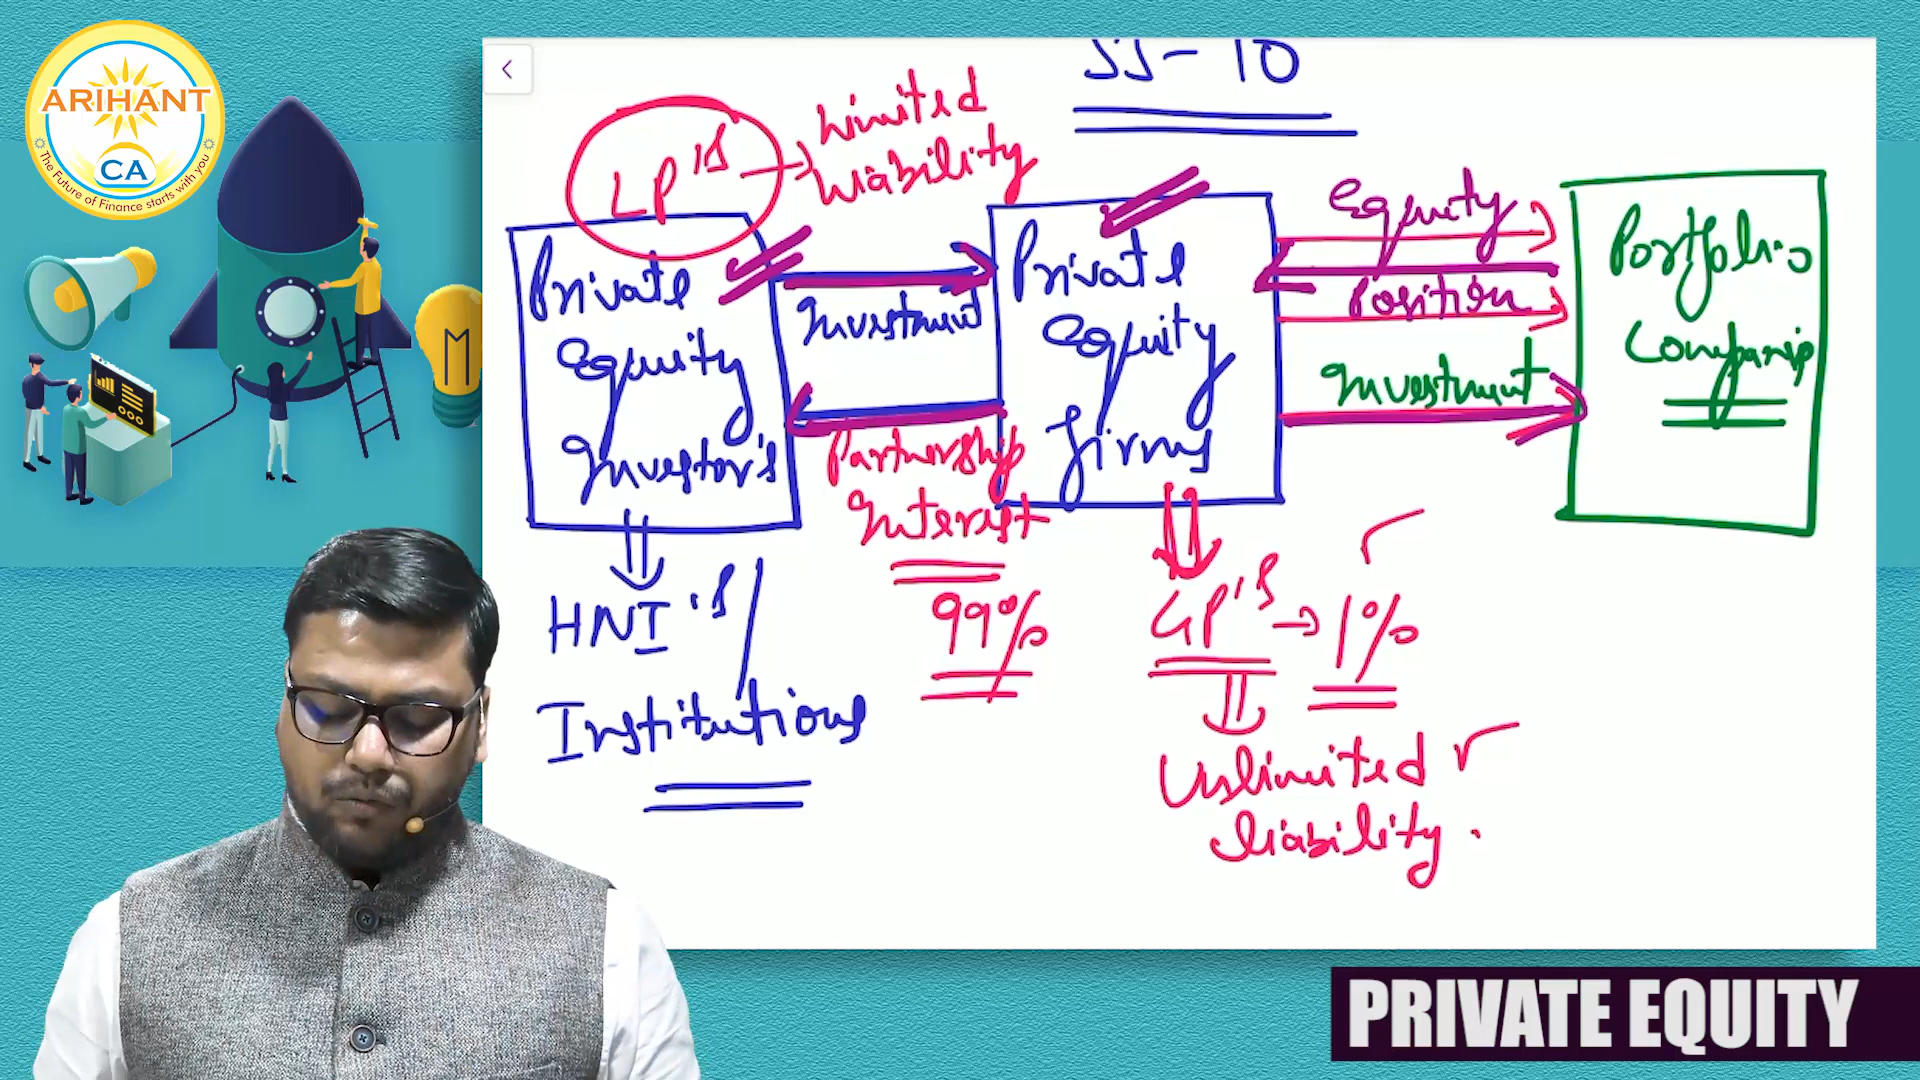 ARIHANT
CA
The Future of Finance starts with you
SS-10
LP's → Limited
Liability
Private
Equity
Investor's
Investment
Partnership
Interest
99%
Private
Equity
Firms
Equity
Position
Investment
Portfolio
Companies
HNI's /
Institutions
GP's → 1%
Unlimited
Liability.
PRIVATE EQUITY